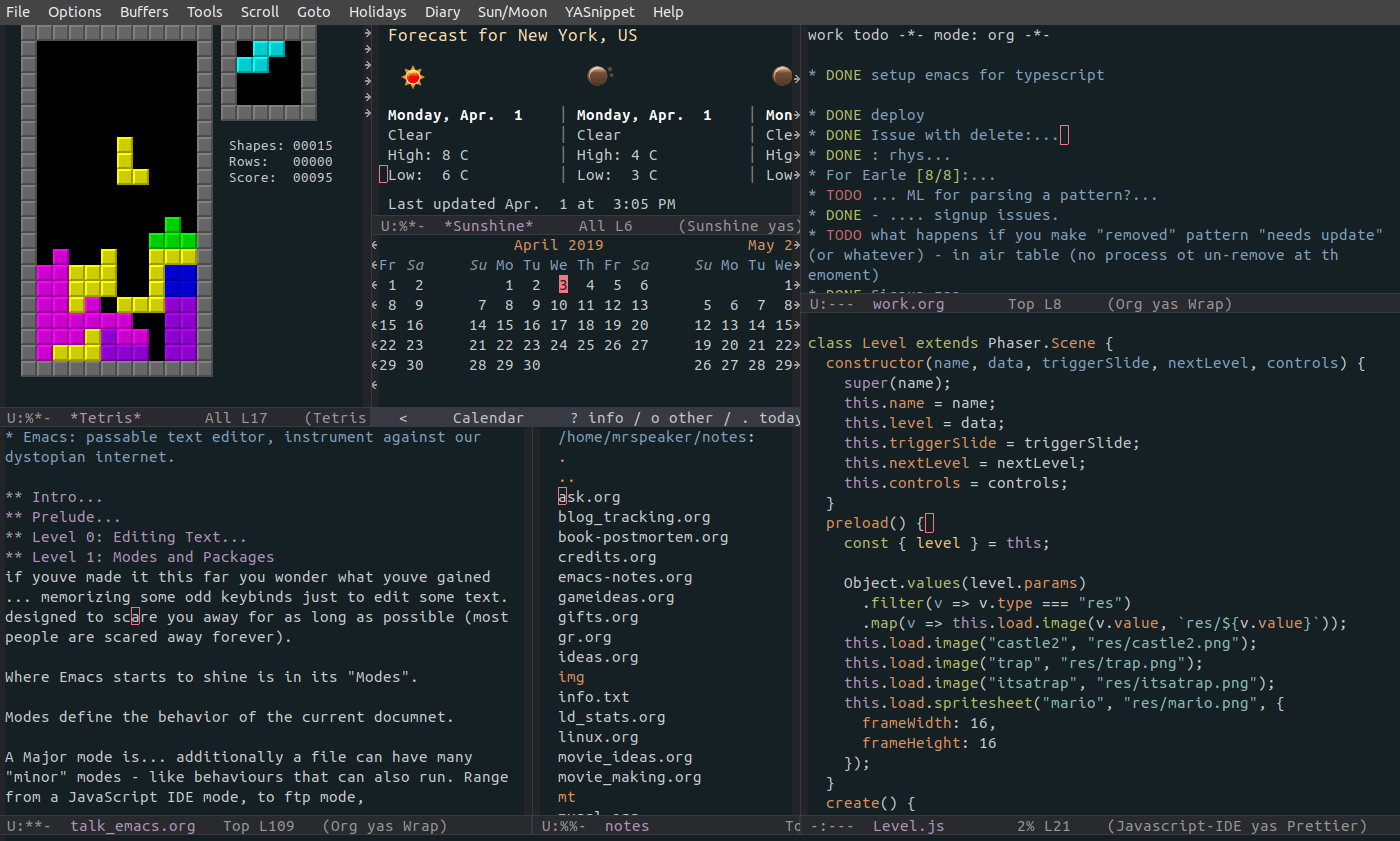 File Options Buffers Tools Scroll Goto Holidays Diary Sun/Moon YASnippet Help
Shapes: 00015
Rows: 00000
Score: 00095
U:%*- *Tetris* All L17 (Tetris
Forecast for New York, US
Monday, Apr. 1 | Monday, Apr. 1 | Mon
Clear | Clear | Cle
High: 8 C | High: 4 C | Hig
Low: 6 C | Low: 3 C | Low
Last updated Apr. 1 at 3:05 PM
U:%*- *Sunshine* All L6 (Sunshine yas)
April 2019 May 2
Fr Sa Su Mo Tu We Th Fr Sa Su Mo Tu We
1 2 1 2 3 4 5 6 1
8 9 7 8 9 10 11 12 13 5 6 7 8
15 16 14 15 16 17 18 19 20 12 13 14 15
22 23 21 22 23 24 25 26 27 19 20 21 22
29 30 28 29 30 26 27 28 29
< Calendar ? info / o other / . today
work todo -*- mode: org -*-
* DONE setup emacs for typescript
* DONE deploy
* DONE Issue with delete:...
* DONE : rhys...
* For Earle [8/8]:...
* TODO ... ML for parsing a pattern?...
* DONE - .... signup issues.
* TODO what happens if you make "removed" pattern "needs update"
(or whatever) - in air table (no process ot un-remove at th
emoment)
U:--- work.org Top L8 (Org yas Wrap)
* Emacs: passable text editor, instrument against our
dystopian internet.
** Intro...
** Prelude...
** Level 0: Editing Text...
** Level 1: Modes and Packages
if youve made it this far you wonder what youve gained
... memorizing some odd keybinds just to edit some text.
designed to scare you away for as long as possible (most
people are scared away forever).
Where Emacs starts to shine is in its "Modes".
Modes define the behavior of the current documnet.
A Major mode is... additionally a file can have many
"minor" modes - like behaviours that can also run. Range
from a JavaScript IDE mode, to ftp mode,
U:**- talk_emacs.org Top L109 (Org yas Wrap)
/home/mrspeaker/notes:
.
..
ask.org
blog_tracking.org
book-postmortem.org
credits.org
emacs-notes.org
gameideas.org
gifts.org
gr.org
ideas.org
img
info.txt
ld_stats.org
linux.org
movie_ideas.org
movie_making.org
mt
U:%%- notes To
class Level extends Phaser.Scene {
constructor(name, data, triggerSlide, nextLevel, controls) {
super(name);
this.name = name;
this.level = data;
this.triggerSlide = triggerSlide;
this.nextLevel = nextLevel;
this.controls = controls;
}
preload() {
const { level } = this;
Object.values(level.params)
.filter(v => v.type === "res")
.map(v => this.load.image(v.value, `res/${v.value}`));
this.load.image("castle2", "res/castle2.png");
this.load.image("trap", "res/trap.png");
this.load.image("itsatrap", "res/itsatrap.png");
this.load.spritesheet("mario", "res/mario.png", {
frameWidth: 16,
frameHeight: 16
});
}
create() {
-:--- Level.js 2% L21 (Javascript-IDE yas Prettier)